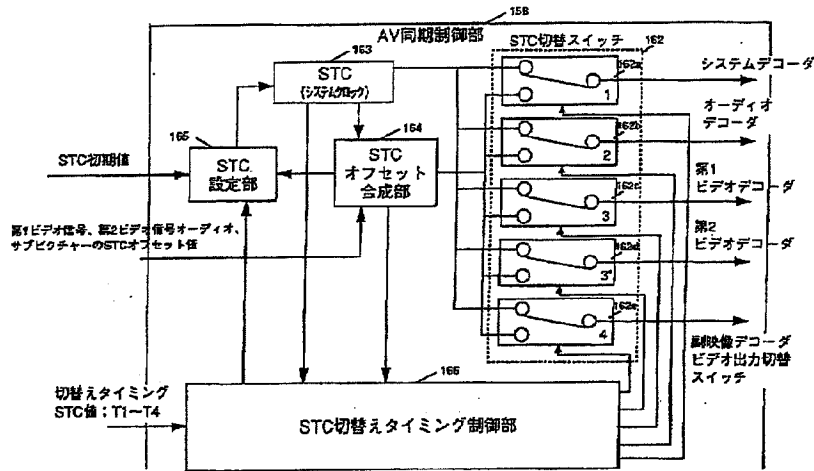 158
AV同期制御部
163
STC
(システムクロック)
STC切替スイッチ
162
162a
1
システムデコーダ
162b
2
オーディオ
デコーダ
165
STC
設定部
164
STC
オフセット
合成部
STC初期値
162c
3
第1
ビデオデコーダ
第1ビデオ信号、第2ビデオ信号オーディオ、
サブピクチャーのSTCオフセット値
162d
3'
第2
ビデオデコーダ
162e
4
副映像デコーダ
ビデオ出力切替
スイッチ
切替えタイミング
STC値；T1～T4
166
STC切替えタイミング制御部